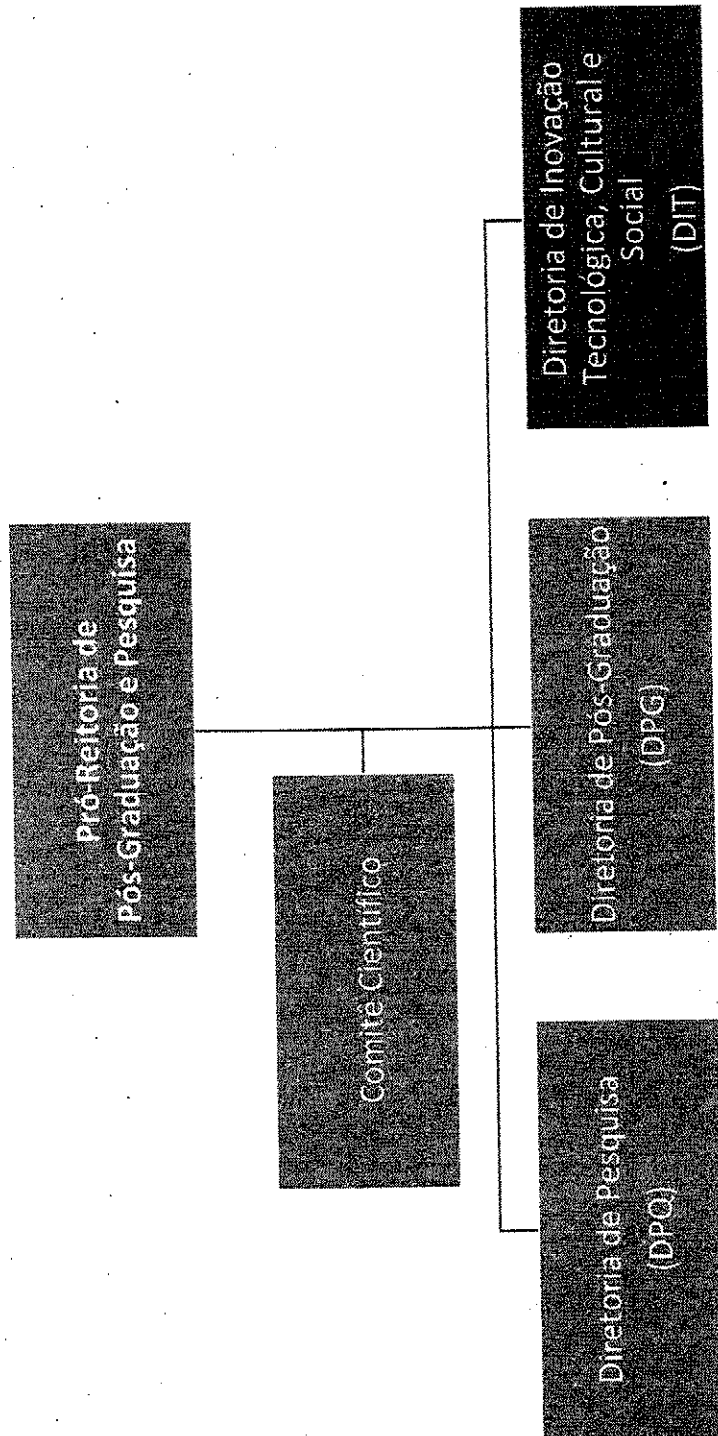 Pró-Reitoria de
Pós-Graduação e Pesquisa
Comitê Científico
Diretoria de Pesquisa
(DPQ)
Diretoria de Pós-Graduação
(DPG)
Diretoria de Inovação
Tecnológica, Cultural e
Social
(DIT)